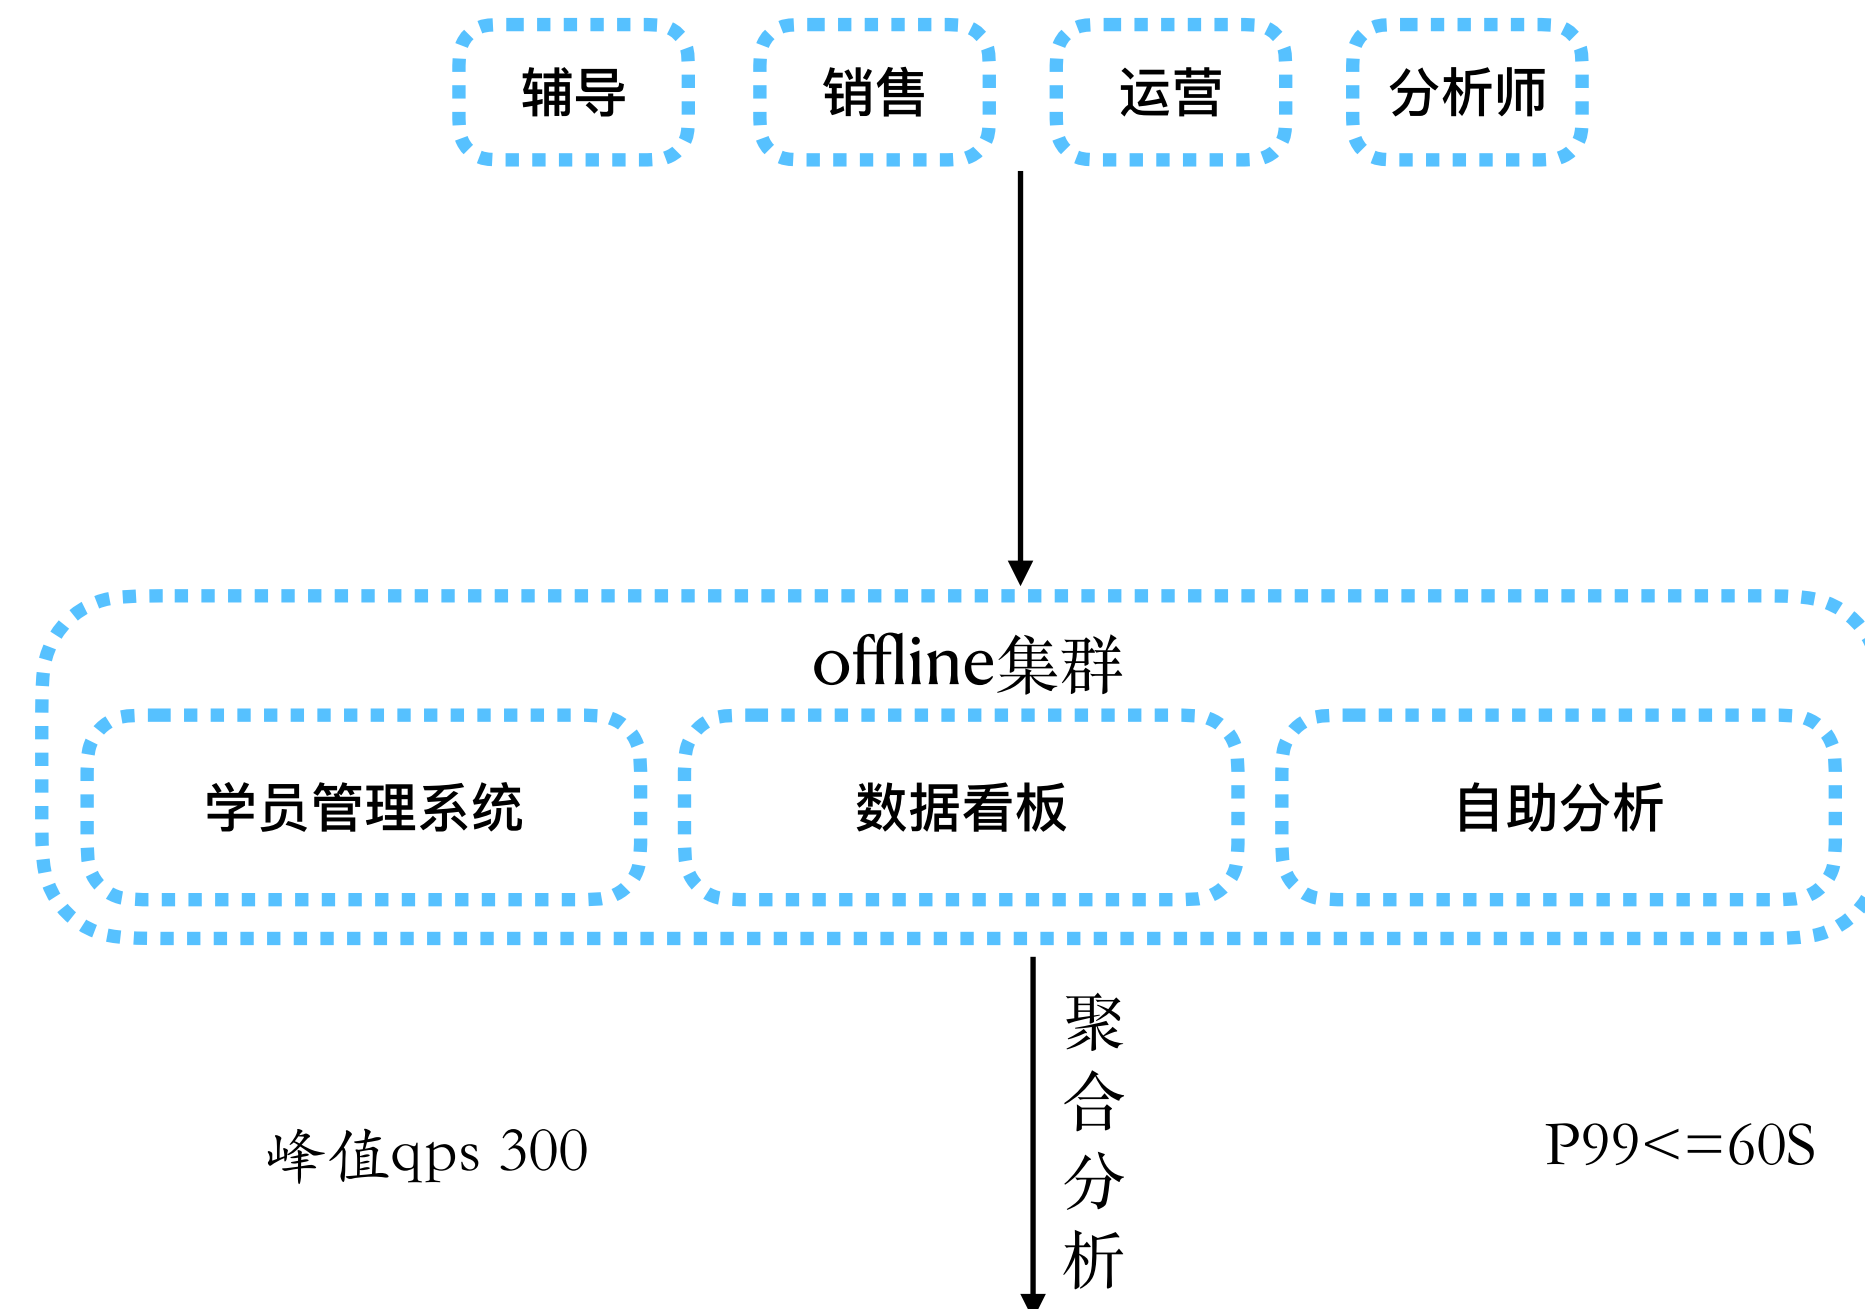 辅导
销售
运营
分析师
offline集群
学员管理系统
数据看板
自助分析
聚合分析
峰值qps 300
P99<=60S